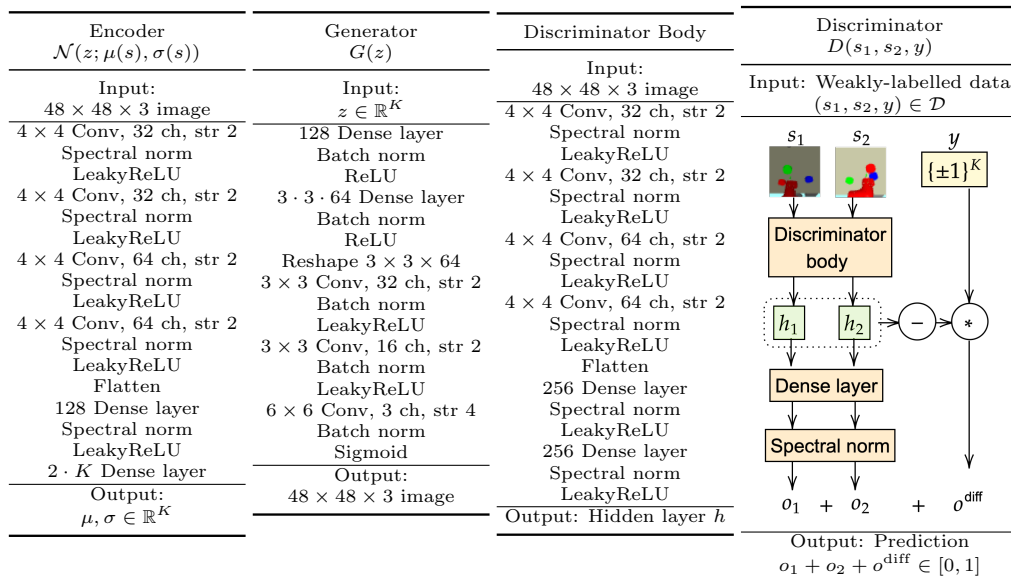 Encoder
𝒩(z; μ(s), σ(s))
Input:
48 × 48 × 3 image
4 × 4 Conv, 32 ch, str 2
Spectral norm
LeakyReLU
4 × 4 Conv, 32 ch, str 2
Spectral norm
LeakyReLU
4 × 4 Conv, 64 ch, str 2
Spectral norm
LeakyReLU
4 × 4 Conv, 64 ch, str 2
Spectral norm
LeakyReLU
Flatten
128 Dense layer
Spectral norm
LeakyReLU
2 · K Dense layer
Output:
μ, σ ∈ ℝ^K
Generator
G(z)
Input:
z ∈ ℝ^K
128 Dense layer
Batch norm
ReLU
3 · 3 · 64 Dense layer
Batch norm
ReLU
Reshape 3 × 3 × 64
3 × 3 Conv, 32 ch, str 2
Batch norm
LeakyReLU
3 × 3 Conv, 16 ch, str 2
Batch norm
LeakyReLU
6 × 6 Conv, 3 ch, str 4
Batch norm
Sigmoid
Output:
48 × 48 × 3 image
Discriminator Body
Input:
48 × 48 × 3 image
4 × 4 Conv, 32 ch, str 2
Spectral norm
LeakyReLU
4 × 4 Conv, 32 ch, str 2
Spectral norm
LeakyReLU
4 × 4 Conv, 64 ch, str 2
Spectral norm
LeakyReLU
4 × 4 Conv, 64 ch, str 2
Spectral norm
LeakyReLU
Flatten
256 Dense layer
Spectral norm
LeakyReLU
256 Dense layer
Spectral norm
LeakyReLU
Output: Hidden layer h
Discriminator
D(s₁, s₂, y)
Input: Weakly-labelled data
(s₁, s₂, y) ∈ 𝒟
s₁ s₂ y
{±1}^K
Discriminator
body
h₁ h₂ − *
Dense layer
Spectral norm
o₁ + o₂ + o^diff
Output: Prediction
o₁ + o₂ + o^diff ∈ [0, 1]